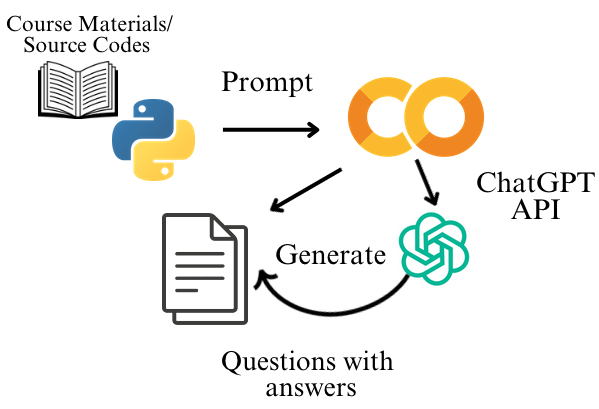 Course Materials/
Source Codes
Prompt
ChatGPT
API
Generate
Questions with
answers